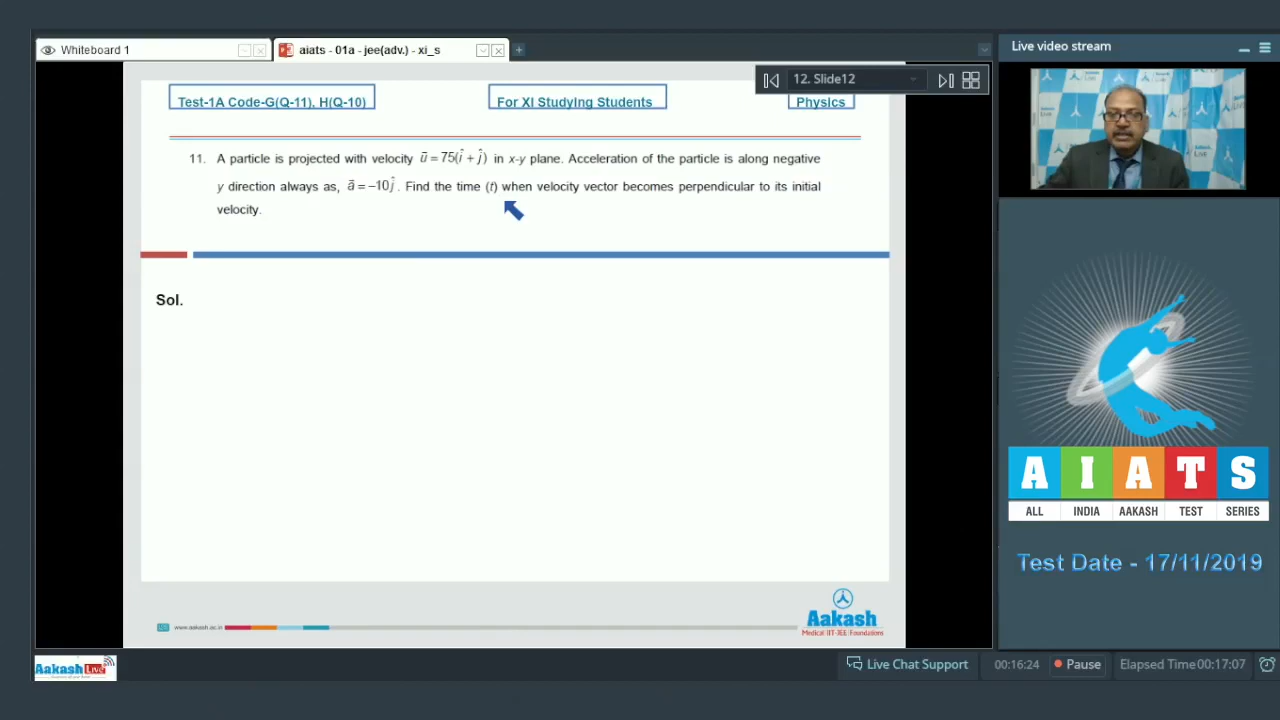 Whiteboard 1
aiats - 01a - jee(adv.) - xi_s
Live video stream
12. Slide12
Test-1A Code-G(Q-11), H(Q-10)
For XI Studying Students
Physics
11. A particle is projected with velocity u⃗ = 75(î + ĵ) in x-y plane. Acceleration of the particle is along negative
y direction always as, a⃗ = −10ĵ. Find the time (t) when velocity vector becomes perpendicular to its initial
velocity.
Sol.
A I A T S
ALL INDIA AAKASH TEST SERIES
Test Date - 17/11/2019
www.aakash.ac.in
Aakash
Medical|IIT-JEE|Foundations
Aakash Live
Live Chat Support
00:16:24
Pause
Elapsed Time 00:17:07